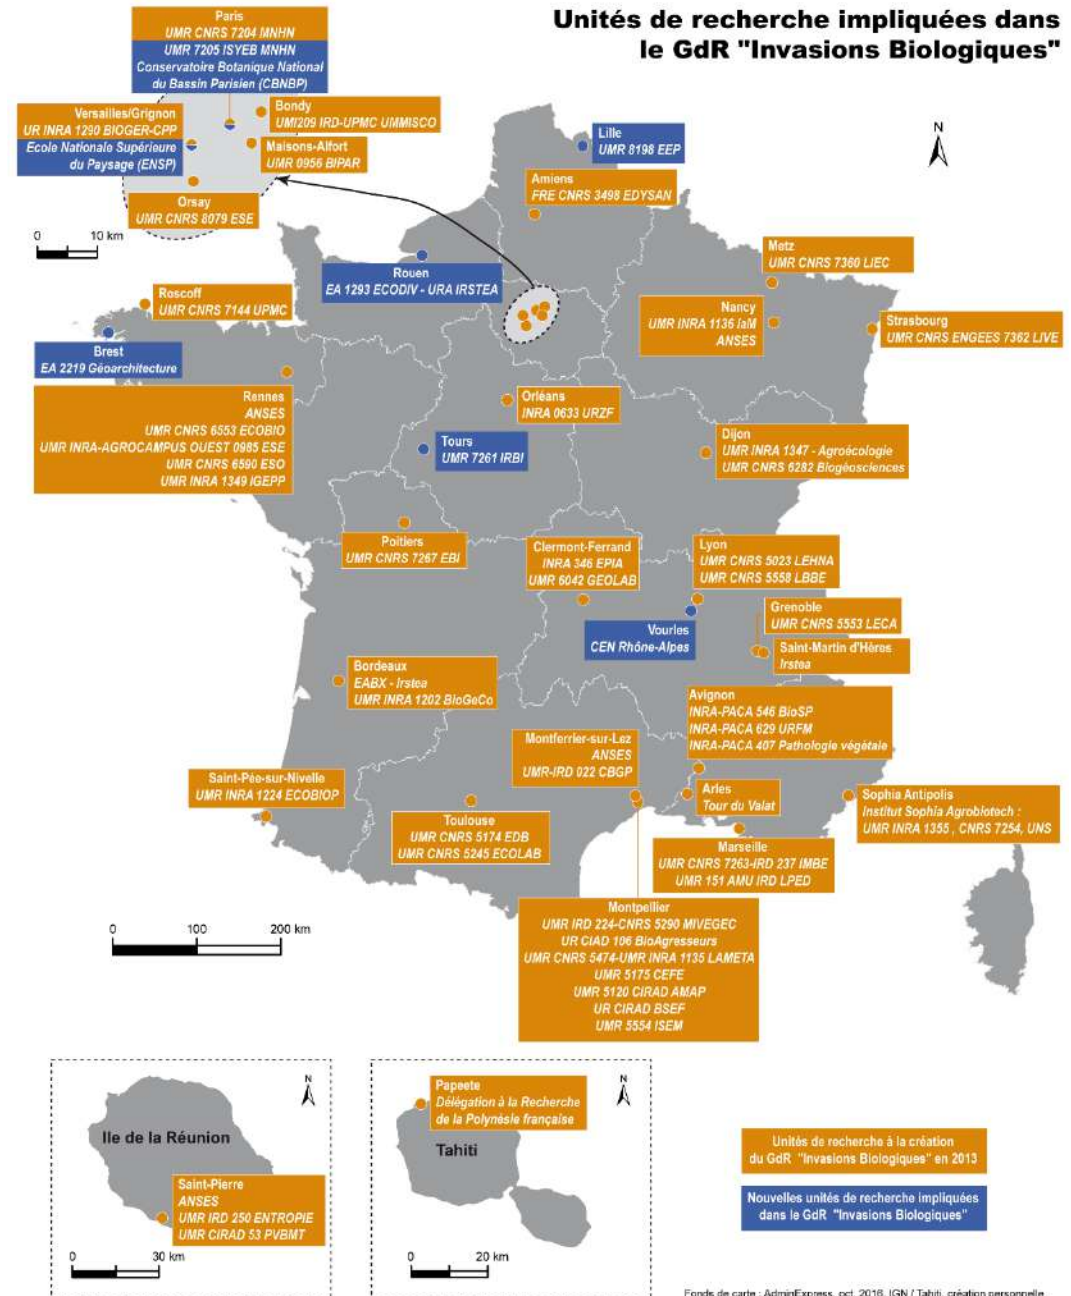 Unités de recherche impliquées dans
le GdR "Invasions Biologiques"
Paris
UMR CNRS 7204 MNHN
UMR 7205 ISYEB MNHN
Conservatoire Botanique National
du Bassin Parisien (CBNBP)
Versailles/Grignon
UR INRA 1290 BIOGER-CPP
Ecole Nationale Supérieure
du Paysage (ENSP)
Bondy
UMI209 IRD-UPMC UMMISCO
Maisons-Alfort
UMR 0956 BIPAR
Orsay
UMR CNRS 8079 ESE
0 10 km
N
Lille
UMR 8198 EEP
Amiens
FRE CNRS 3498 EDYSAN
Rouen
EA 1293 ECODIV - URA IRSTEA
Metz
UMR CNRS 7360 LIEC
Nancy
UMR INRA 1136 IaM
ANSES
Strasbourg
UMR CNRS ENGEES 7362 LIVE
Roscoff
UMR CNRS 7144 UPMC
Brest
EA 2219 Géoarchitecture
Rennes
ANSES
UMR CNRS 6553 ECOBIO
UMR INRA-AGROCAMPUS OUEST 0985 ESE
UMR CNRS 6590 ESO
UMR INRA 1349 IGEPP
Orléans
INRA 0633 URZF
Tours
UMR 7261 IRBI
Dijon
UMR INRA 1347 - Agroécologie
UMR CNRS 6282 Biogéosciences
Poitiers
UMR CNRS 7267 EBI
Clermont-Ferrand
INRA 346 EPIA
UMR 6042 GEOLAB
Lyon
UMR CNRS 5023 LEHNA
UMR CNRS 5558 LBBE
Vourles
CEN Rhône-Alpes
Grenoble
UMR CNRS 5553 LECA
Saint-Martin d'Hères
Irstea
Bordeaux
EABX - Irstea
UMR INRA 1202 BioGeCo
Avignon
INRA-PACA 546 BioSP
INRA-PACA 629 URFM
INRA-PACA 407 Pathologie végétale
Montferrier-sur-Lez
ANSES
UMR-IRD 022 CBGP
Saint-Pée-sur-Nivelle
UMR INRA 1224 ECOBIOP
Toulouse
UMR CNRS 5174 EDB
UMR CNRS 5245 ECOLAB
Arles
Tour du Valat
Sophia Antipolis
Institut Sophia Agrobiotech :
UMR INRA 1355 , CNRS 7254, UNS
Marseille
UMR CNRS 7263-IRD 237 IMBE
UMR 151 AMU IRD LPED
Montpellier
UMR IRD 224-CNRS 5290 MIVEGEC
UR CIAD 106 BioAgresseurs
UMR CNRS 5474-UMR INRA 1135 LAMETA
UMR 5175 CEFE
UMR 5120 CIRAD AMAP
UR CIRAD BSEF
UMR 5554 ISEM
0 100 200 km
N
Ile de la Réunion
Saint-Pierre
ANSES
UMR IRD 250 ENTROPIE
UMR CIRAD 53 PVBMT
0 30 km
N
Papeete
Délégation à la Recherche
de la Polynésie française
Tahiti
0 20 km
Unités de recherche à la création
du GdR "Invasions Biologiques" en 2013
Nouvelles unités de recherche impliquées
dans le GdR "Invasions Biologiques"
Fonds de carte : AdminExpress, oct. 2016, IGN / Tahiti, création personnelle